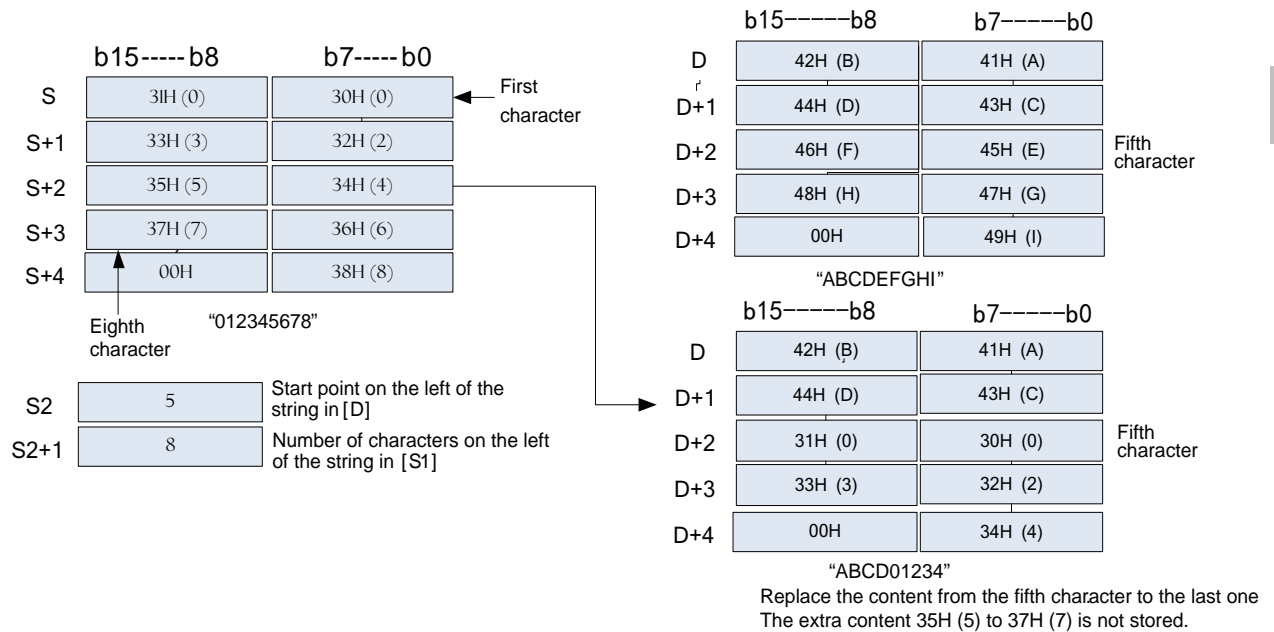 b15-----b8 b7-----b0
S 31H (0) 30H (0) First character
S+1 33H (3) 32H (2)
S+2 35H (5) 34H (4)
S+3 37H (7) 36H (6)
S+4 00H 38H (8)
Eighth character
“012345678”
S2 5 Start point on the left of the
string in [D]
S2+1 8 Number of characters on the left
of the string in [S1]
b15-----b8 b7-----b0
D 42H (B) 41H (A)
D+1 44H (D) 43H (C)
D+2 46H (F) 45H (E) Fifth character
D+3 48H (H) 47H (G)
D+4 00H 49H (I)
“ABCDEFGHI”
b15-----b8 b7-----b0
D 42H (B) 41H (A)
D+1 44H (D) 43H (C)
D+2 31H (0) 30H (0) Fifth character
D+3 33H (3) 32H (2)
D+4 00H 34H (4)
“ABCD01234”
Replace the content from the fifth character to the last one
The extra content 35H (5) to 37H (7) is not stored.